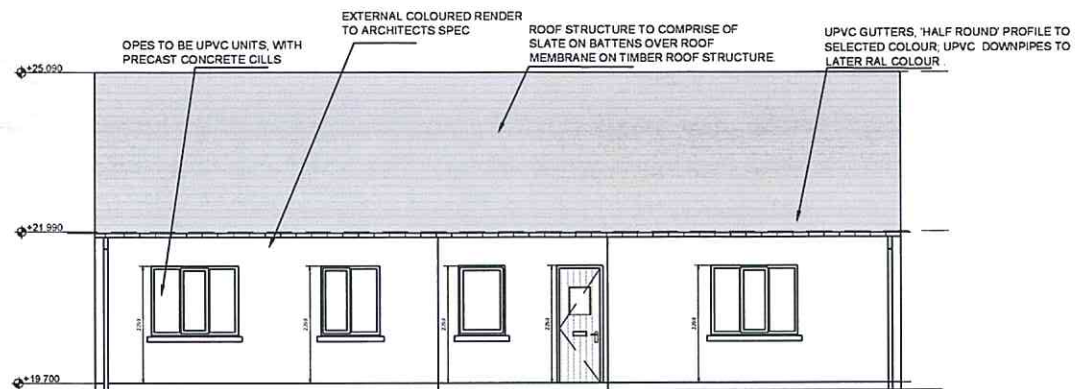 EXTERNAL COLOURED RENDER
TO ARCHITECTS SPEC
OPES TO BE UPVC UNITS, WITH
PRECAST CONCRETE CILLS
ROOF STRUCTURE TO COMPRISE OF
SLATE ON BATTENS OVER ROOF
MEMBRANE ON TIMBER ROOF STRUCTURE
UPVC GUTTERS, 'HALF ROUND' PROFILE TO
SELECTED COLOUR; UPVC DOWNPIPES TO
LATER RAL COLOUR.
+25.090
+21.990
+19.700